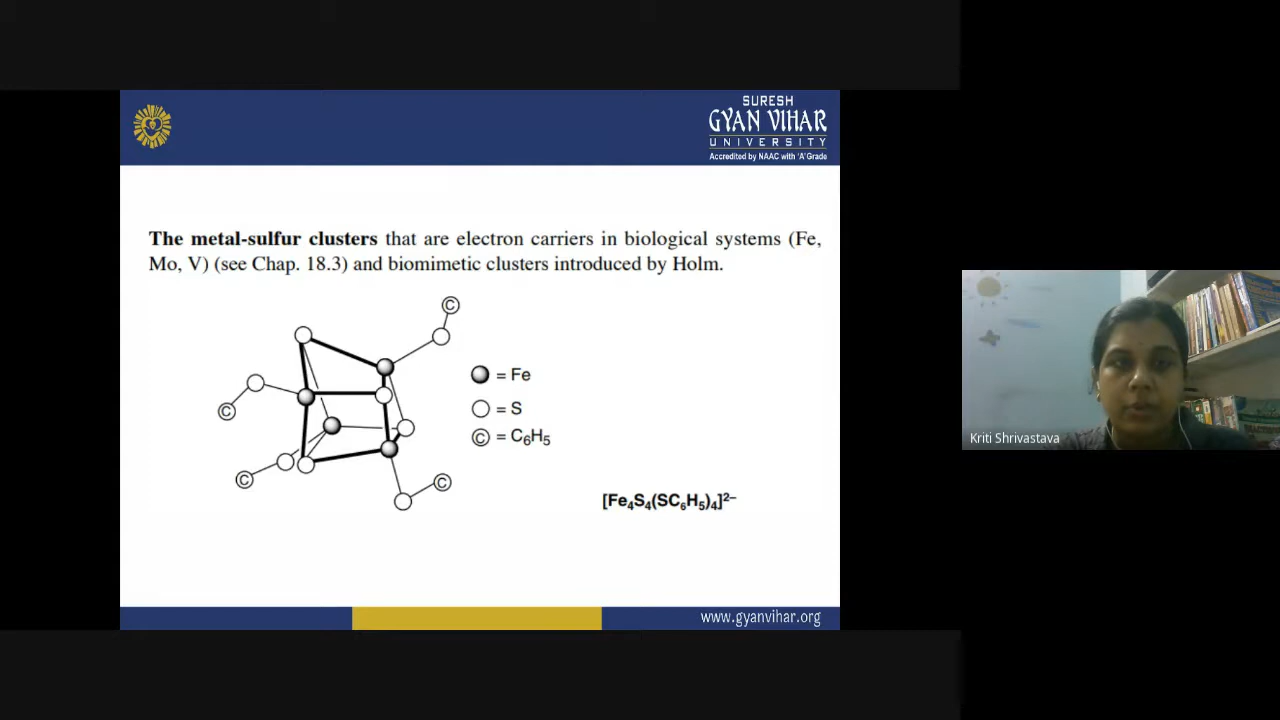 SURESH
GYAN VIHAR
UNIVERSITY
Accredited by NAAC with 'A' Grade
The metal-sulfur clusters that are electron carriers in biological systems (Fe,
Mo, V) (see Chap. 18.3) and biomimetic clusters introduced by Holm.
C
= Fe
= S
C
© = C₆H₅
C
C
[Fe₄S₄(SC₆H₅)₄]²⁻
www.gyanvihar.org
Kriti Shrivastava